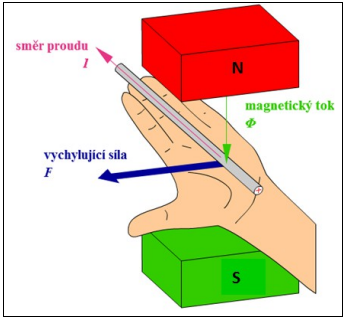 směr proudu
I
N
magnetický tok
Φ
vychylující síla
F
S